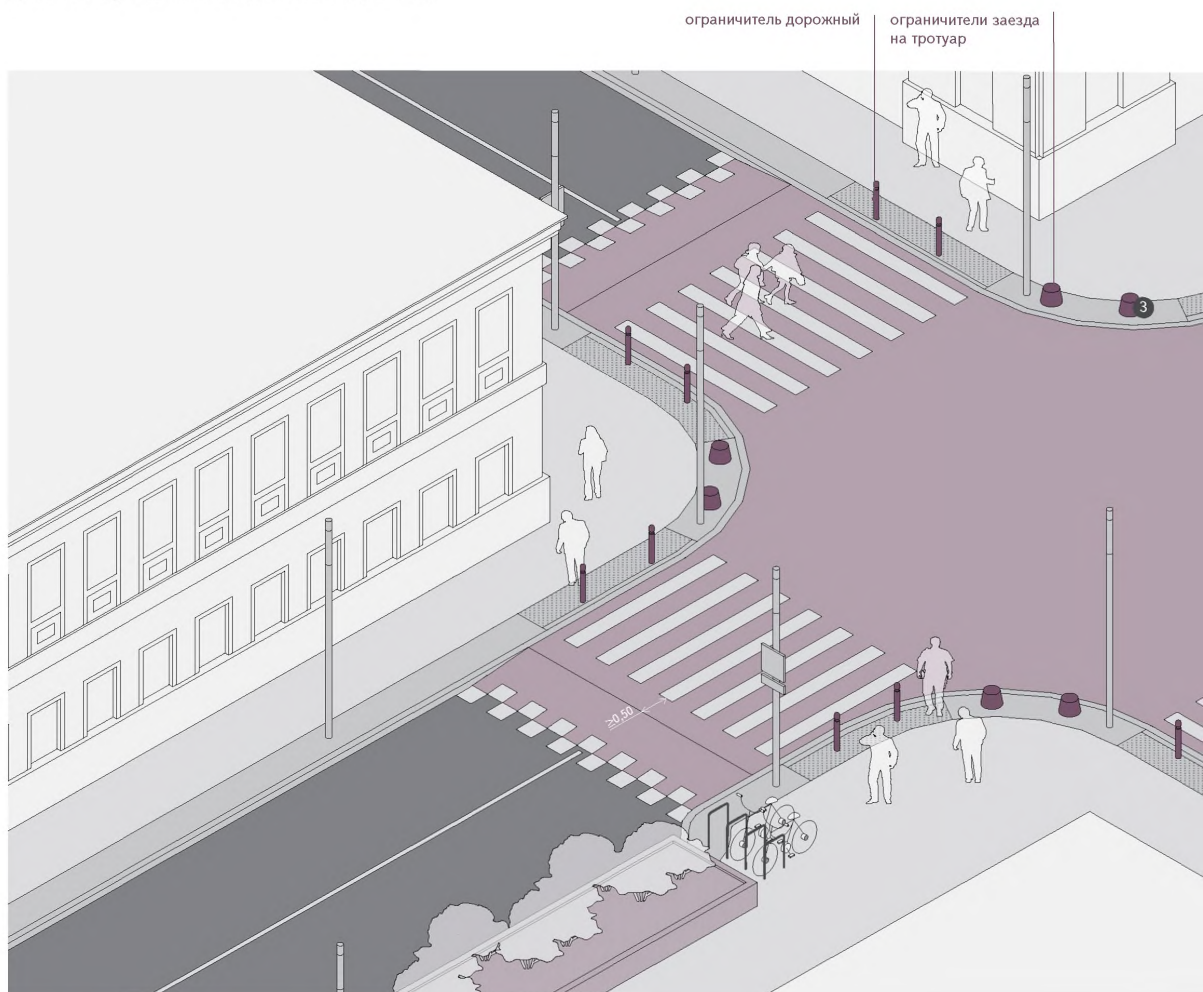 ограничитель дорожный
ограничители заезда
на тротуар
3
≥0,50